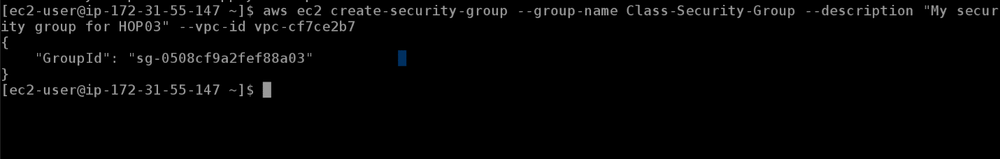 [ec2-user@ip-172-31-55-147 ~]$ aws ec2 create-security-group --group-name Class-Security-Group --description "My secur
ity group for HOP03" --vpc-id vpc-cf7ce2b7
{
    "GroupId": "sg-0508cf9a2fef88a03"
}
[ec2-user@ip-172-31-55-147 ~]$